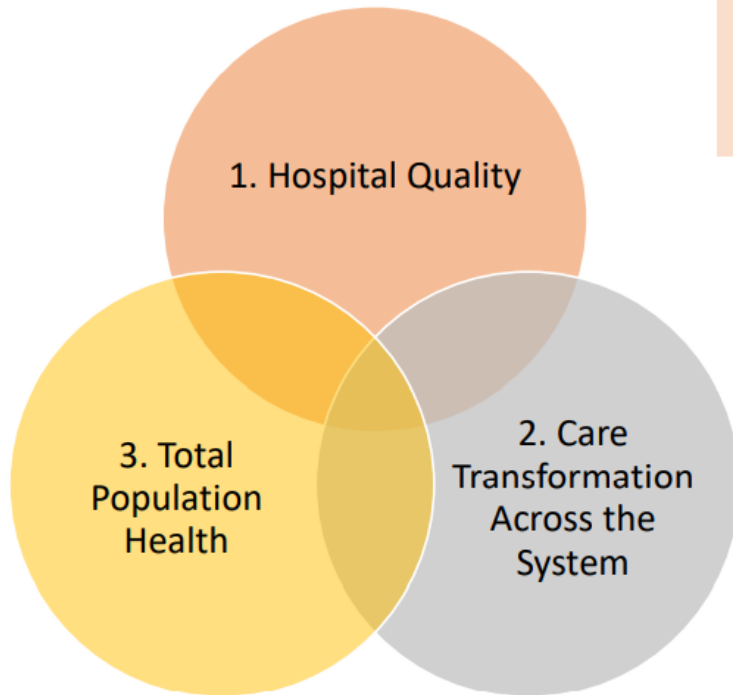 1. Hospital Quality
3. Total
Population
Health
2. Care
Transformation
Across the
System